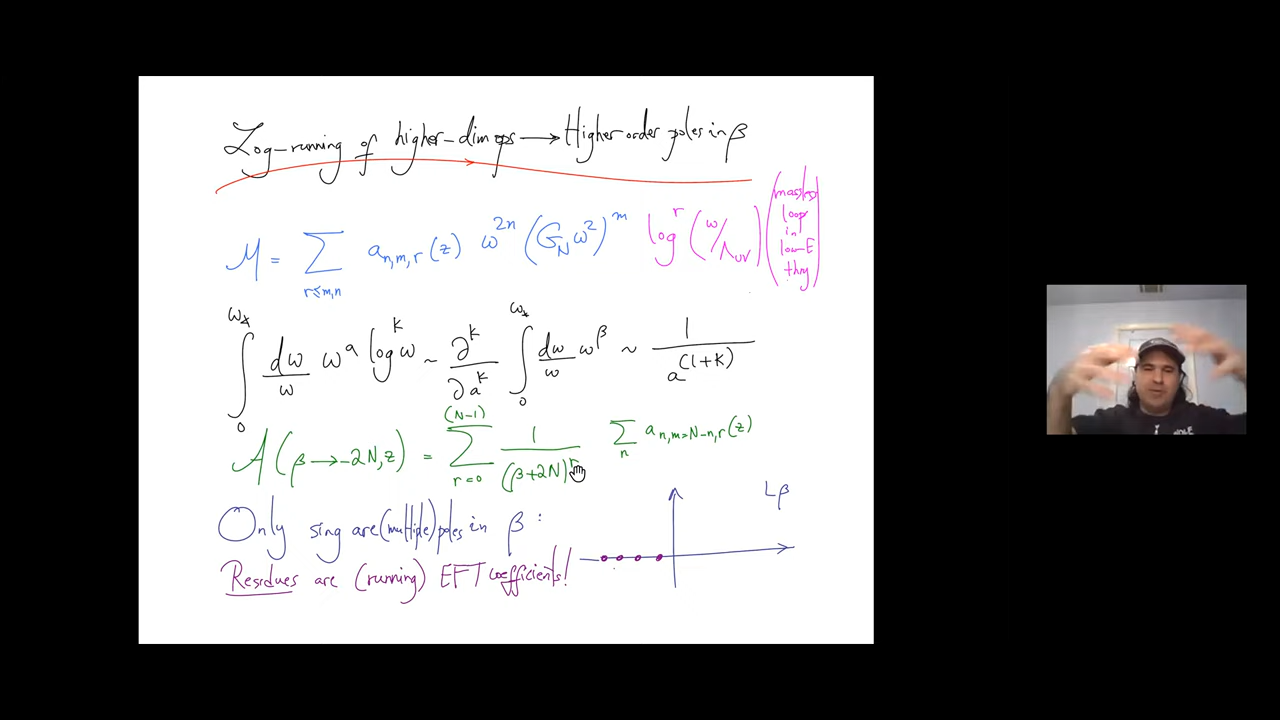 Log-running of higher-dim ops → Higher order poles in β
M = Σ_{r≤m,n} a_{n,m,r}(z) ω^{2n} (G_N ω²)^m log^r (ω/Λ_UV) (massless loop in low-E thy)
∫_0^{ω*} dω/ω ω^a log^k ω ~ ∂^k/∂a^k ∫_0^{ω*} dω/ω ω^β ~ 1/a^{(1+k)}
A(β→-2N, z) = Σ_{r=0}^{(N-1)} 1/(β+2N)^r Σ_n a_{n,m=N-n,r}(z)
Only sing are (multiple) poles in β :
β
Residues are (running) EFT coefficients!